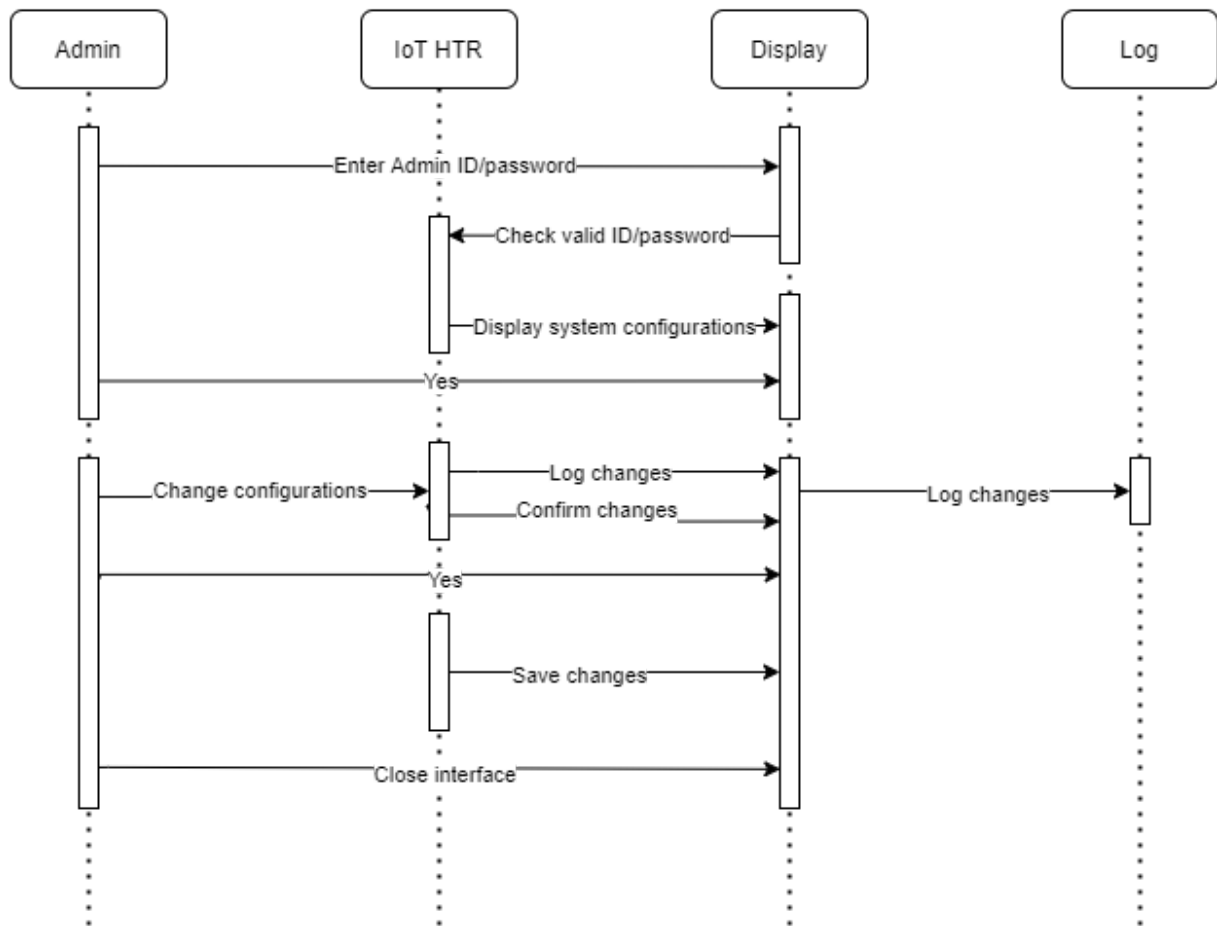 Admin
IoT HTR
Display
Log
Enter Admin ID/password
Check valid ID/password
Display system configurations
Yes
Log changes
Change configurations
Log changes
Confirm changes
Yes
Save changes
Close interface